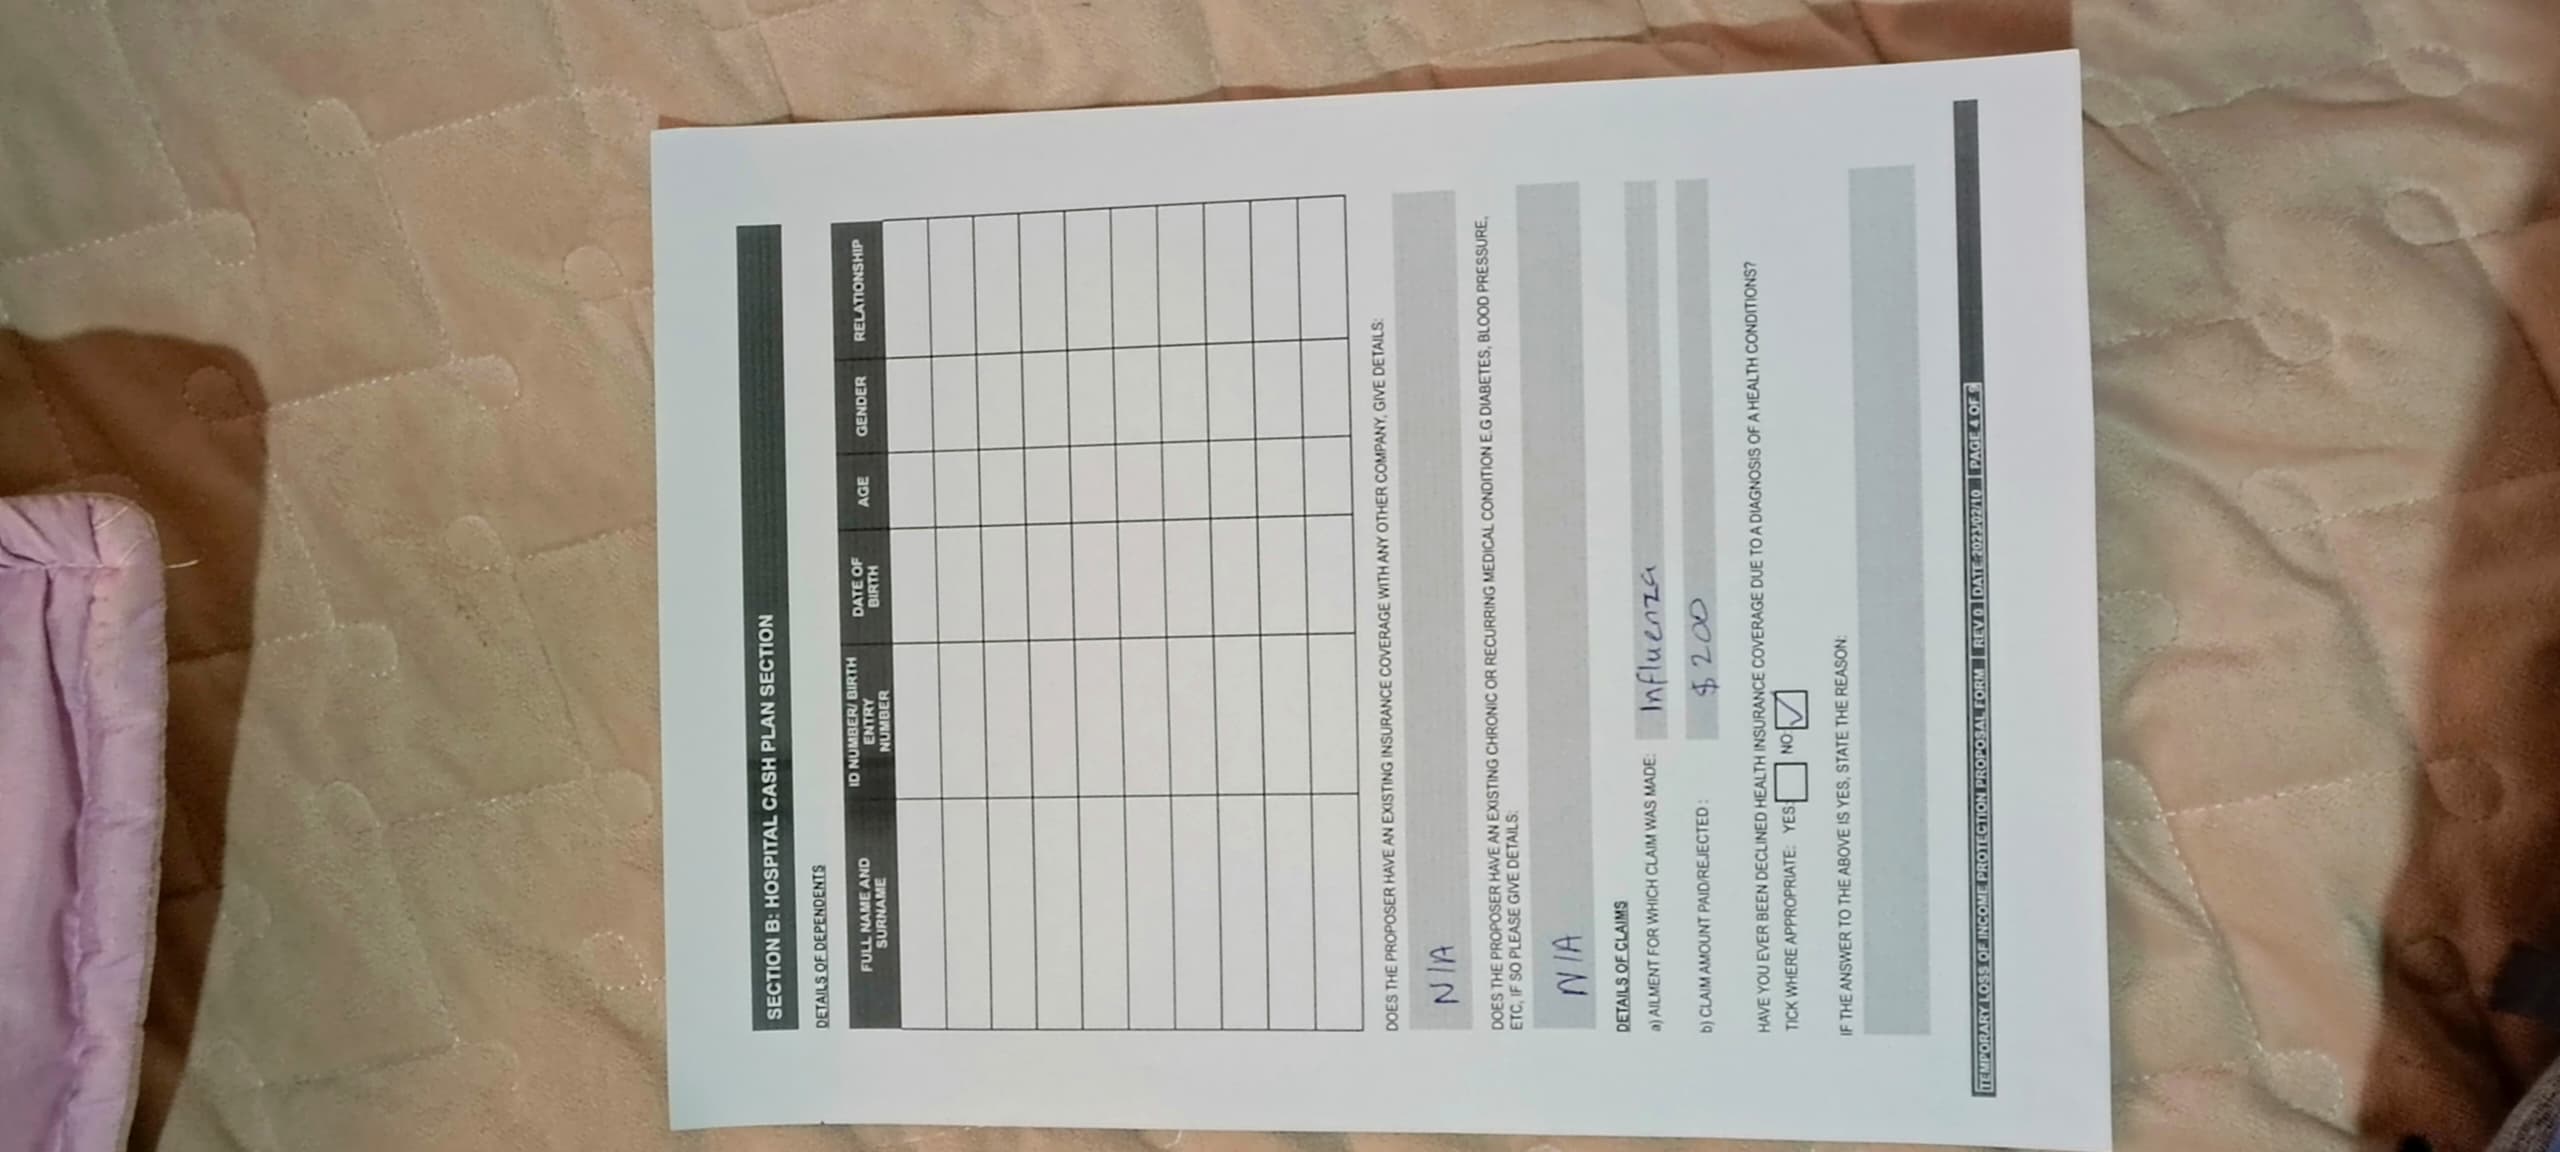 SECTION B: HOSPITAL CASH PLAN SECTION
DETAILS OF DEPENDENTS
FULL NAME AND SURNAME ID NUMBER/ BIRTH ENTRY NUMBER DATE OF BIRTH AGE GENDER RELATIONSHIP
DOES THE PROPOSER HAVE AN EXISTING INSURANCE COVERAGE WITH ANY OTHER COMPANY, GIVE DETAILS:
N/A
DOES THE PROPOSER HAVE AN EXISTING CHRONIC OR RECURRING MEDICAL CONDITION E.G DIABETES, BLOOD PRESSURE,
ETC, IF SO PLEASE GIVE DETAILS:
N/A
DETAILS OF CLAIMS
a) AILMENT FOR WHICH CLAIM WAS MADE: Influenza
b) CLAIM AMOUNT PAID/REJECTED : $200
HAVE YOU EVER BEEN DECLINED HEALTH INSURANCE COVERAGE DUE TO A DIAGNOSIS OF A HEALTH CONDITIONS?
TICK WHERE APPROPRIATE: YES NO ✓
IF THE ANSWER TO THE ABOVE IS YES, STATE THE REASON:
TEMPORARY LOSS OF INCOME PROTECTION PROPOSAL FORM | REV 0 | DATE-2023/02/10 | PAGE 4 OF